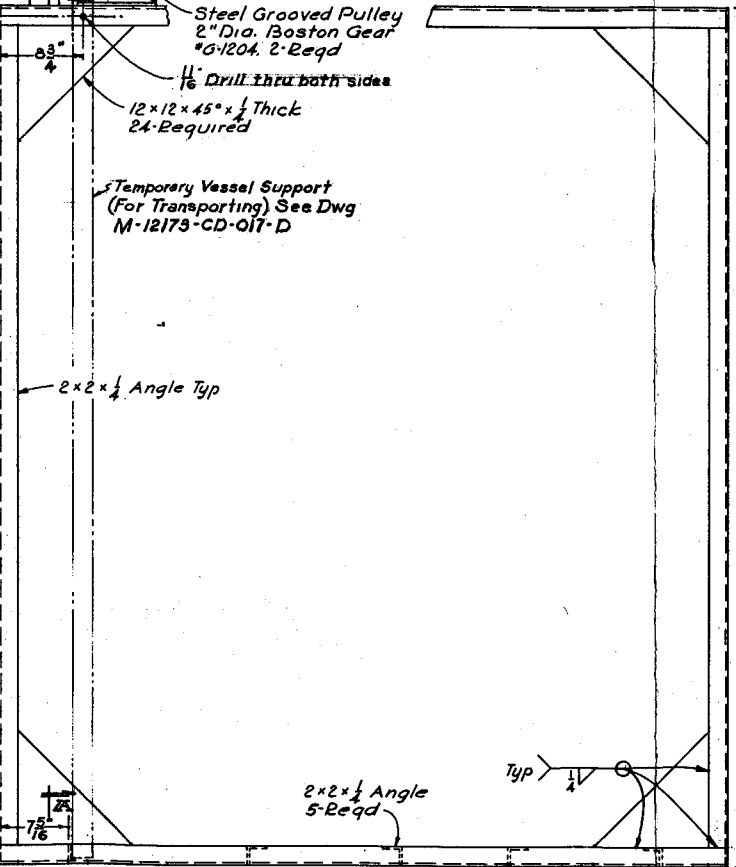 Steel Grooved Pulley
2" Dia. Boston Gear
#G-1204. 2-Reqd
8 3/4"
11/16" Drill thru both sides
12×12×45°×1/4 Thick
24-Required
Temporary Vessel Support
(For Transporting) See Dwg
M-12173-CD-017-D
2×2×1/4 Angle Typ
Typ
1/4
2×2×1/4 Angle
5-Reqd
7 5/16"